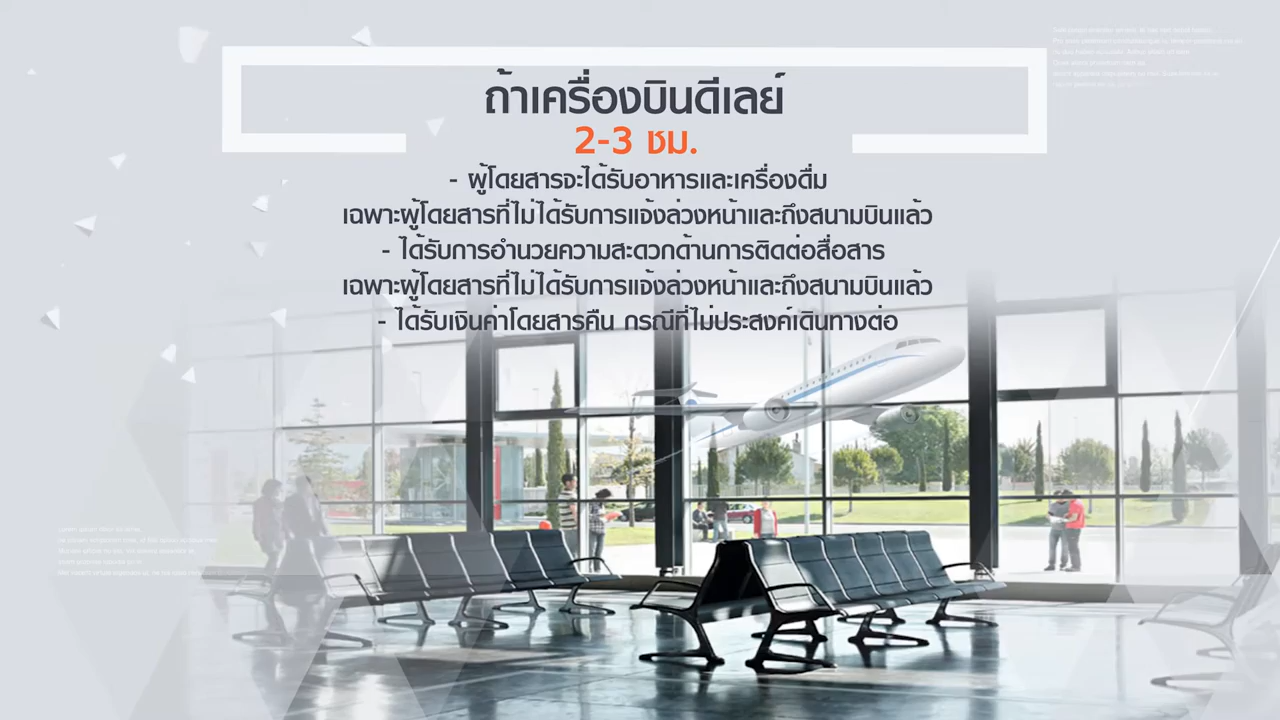 ถ้าเครื่องบินดีเลย์
2-3 ชม.
- ผู้โดยสารจะได้รับอาหารและเครื่องดื่ม
เฉพาะผู้โดยสารที่ไม่ได้รับการแจ้งล่วงหน้าและถึงสนามบินแล้ว
- ได้รับการอำนวยความสะดวกด้านการติดต่อสื่อสาร
เฉพาะผู้โดยสารที่ไม่ได้รับการแจ้งล่วงหน้าและถึงสนามบินแล้ว
- ได้รับเงินค่าโดยสารคืน กรณีที่ไม่ประสงค์เดินทางต่อ